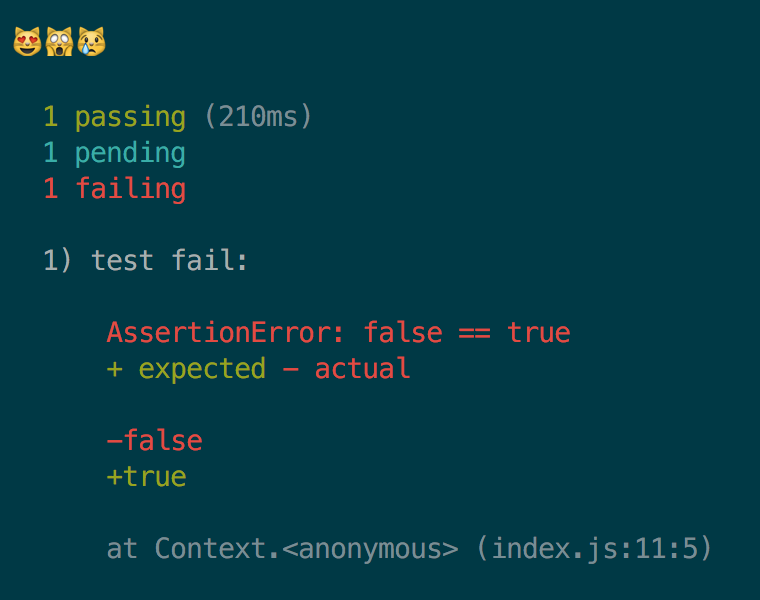 😻🙀😿
1 passing (210ms)
1 pending
1 failing
1) test fail:
AssertionError: false == true
+ expected - actual
-false
+true
at Context.<anonymous> (index.js:11:5)